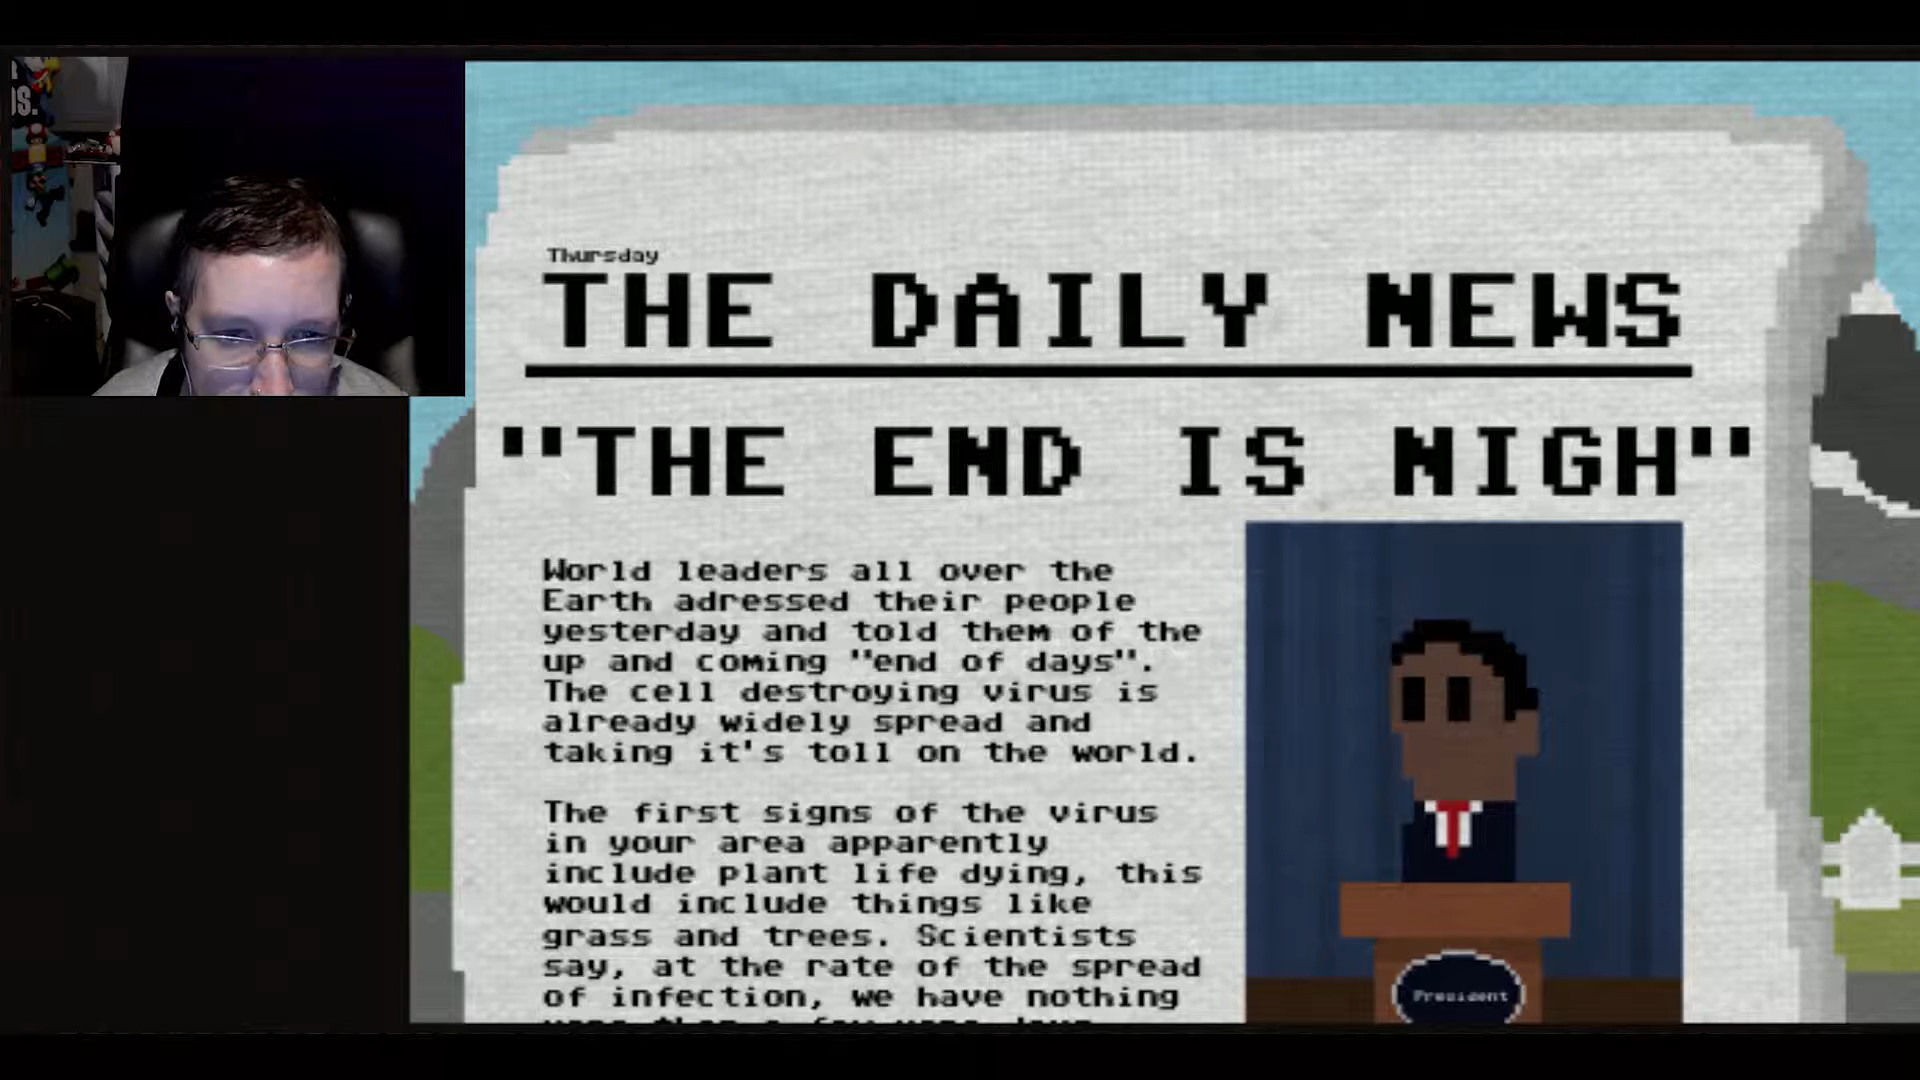 OS.
Thursday
THE DAILY NEWS
"THE END IS NIGH"
World leaders all over the
Earth adressed their people
yesterday and told them of the
up and coming "end of days".
The cell destroying virus is
already widely spread and
taking it's toll on the world.
The first signs of the virus
in your area apparently
include plant life dying, this
would include things like
grass and trees. Scientists
say, at the rate of the spread
of infection, we have nothing
President